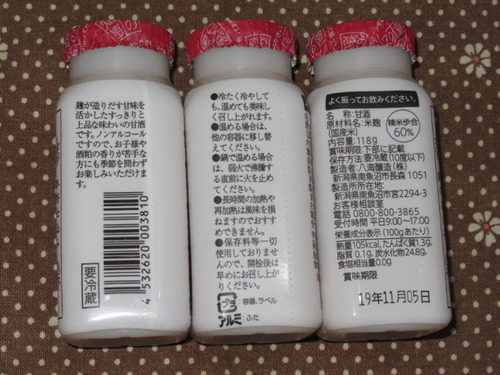 麹が造りだす甘味を
活かしたすっきりと
上品な味わいの甘酒
です。ノンアルコール
ですので、お子様や
酒粕の香りが苦手な
方にも季節を問わず
お楽しみいただけま
す。
4 532620 003810
要冷蔵
●冷たく冷やしても、
も、温めても美味し
く召し上がれます。
●温める場合は、
他の容器に移し替
えてください。
●鍋で温める場合
は、弱火で沸騰す
る直前に火を止め
てください。
●長時間の加熱や
再加熱は風味を損
ねますのでおすす
めできません。
●保存料等一切
使用しておりませ
んので、開栓後は
早めにお召し上が
りください。
プラ
容器、ラベル
アルミ ふた
よく振ってお飲みください。
名称:甘酒
原材料名:米麹
(国産米)
精米歩合
60%
内容量:118g
賞味期限:下部に記載
保存方法:要冷蔵(10度以下)
製造者:八海醸造(株)
新潟県南魚沼市長森1051
製造所所在地:
新潟県南魚沼市宮2294-3
お客様相談室
電話 0800-800-3865
受付時間 平日9:00〜17:00
栄養成分表示(100gあたり)
熱量105kcal、たんぱく質1.3g、
脂質0.1g、炭水化物24.8g、
食塩相当量0.0g
賞味期限
19年11月05日